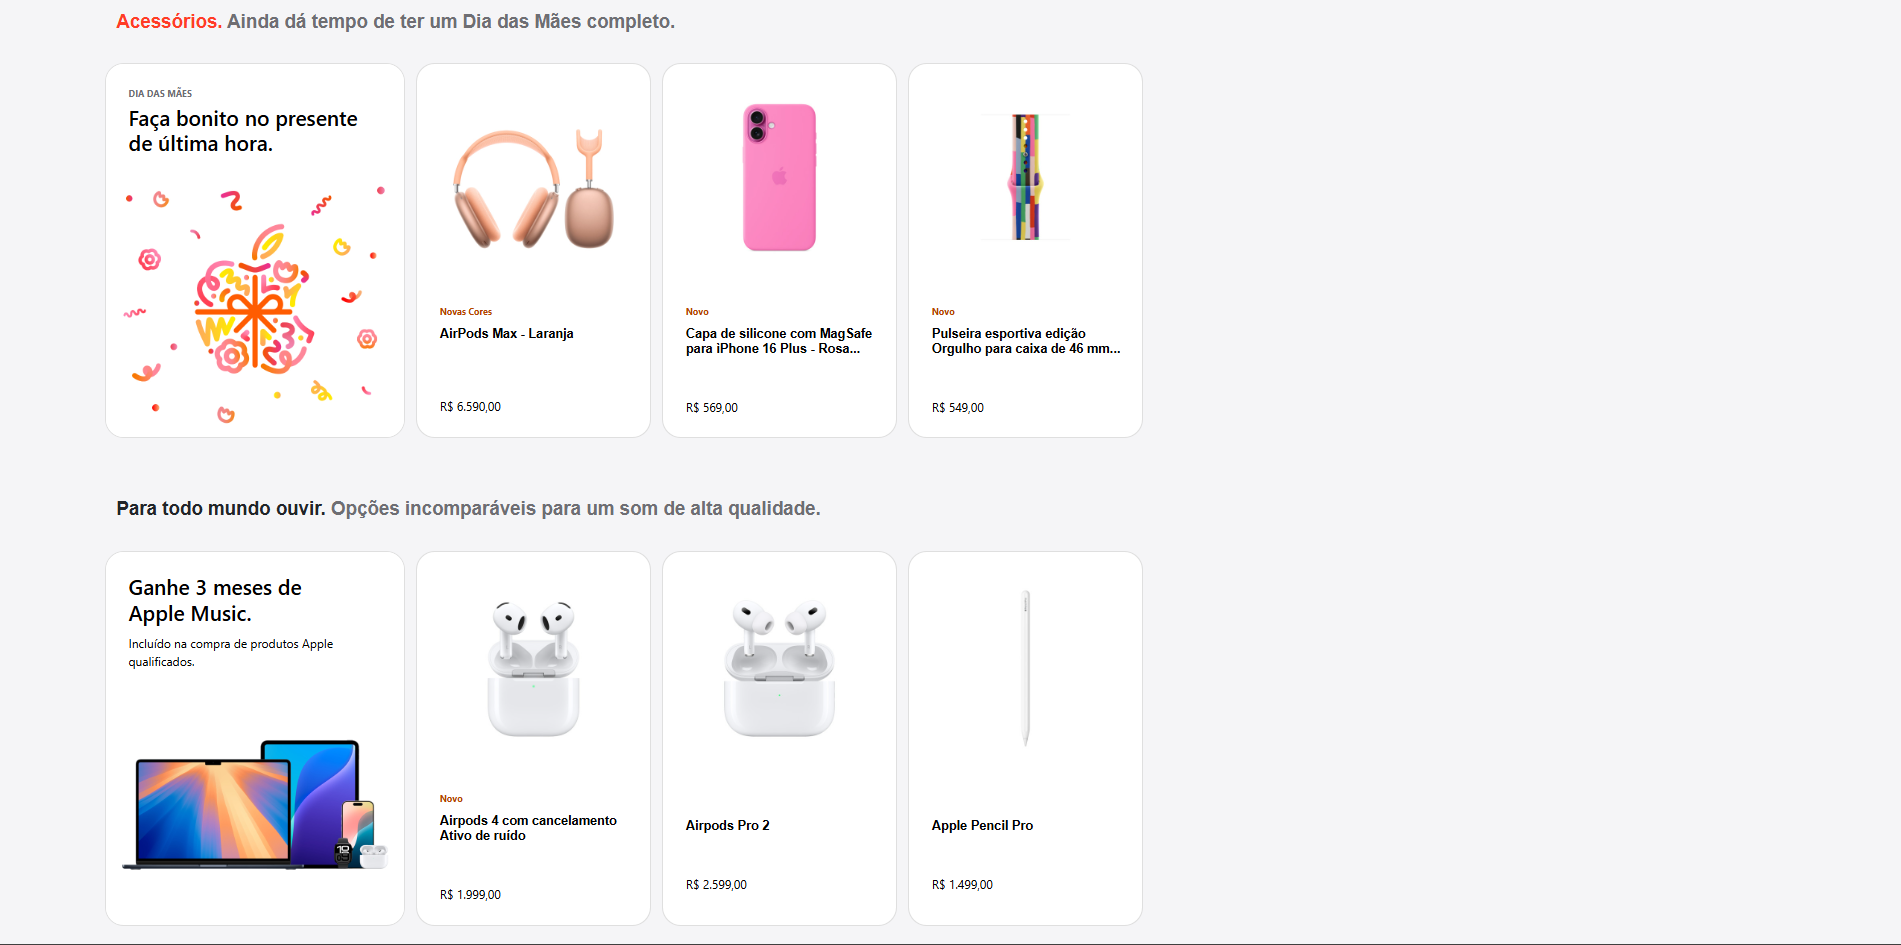 Acessórios. Ainda dá tempo de ter um Dia das Mães completo.
DIA DAS MÃES
Faça bonito no presente
de última hora.
Novas Cores
AirPods Max - Laranja
R$ 6.590,00
Novo
Capa de silicone com MagSafe
para iPhone 16 Plus - Rosa...
R$ 569,00
Novo
Pulseira esportiva edição
Orgulho para caixa de 46 mm...
R$ 549,00
Para todo mundo ouvir. Opções incomparáveis para um som de alta qualidade.
Ganhe 3 meses de
Apple Music.
Incluído na compra de produtos Apple
qualificados.
Novo
Airpods 4 com cancelamento
Ativo de ruído
R$ 1.999,00
Airpods Pro 2
R$ 2.599,00
Apple Pencil Pro
R$ 1.499,00